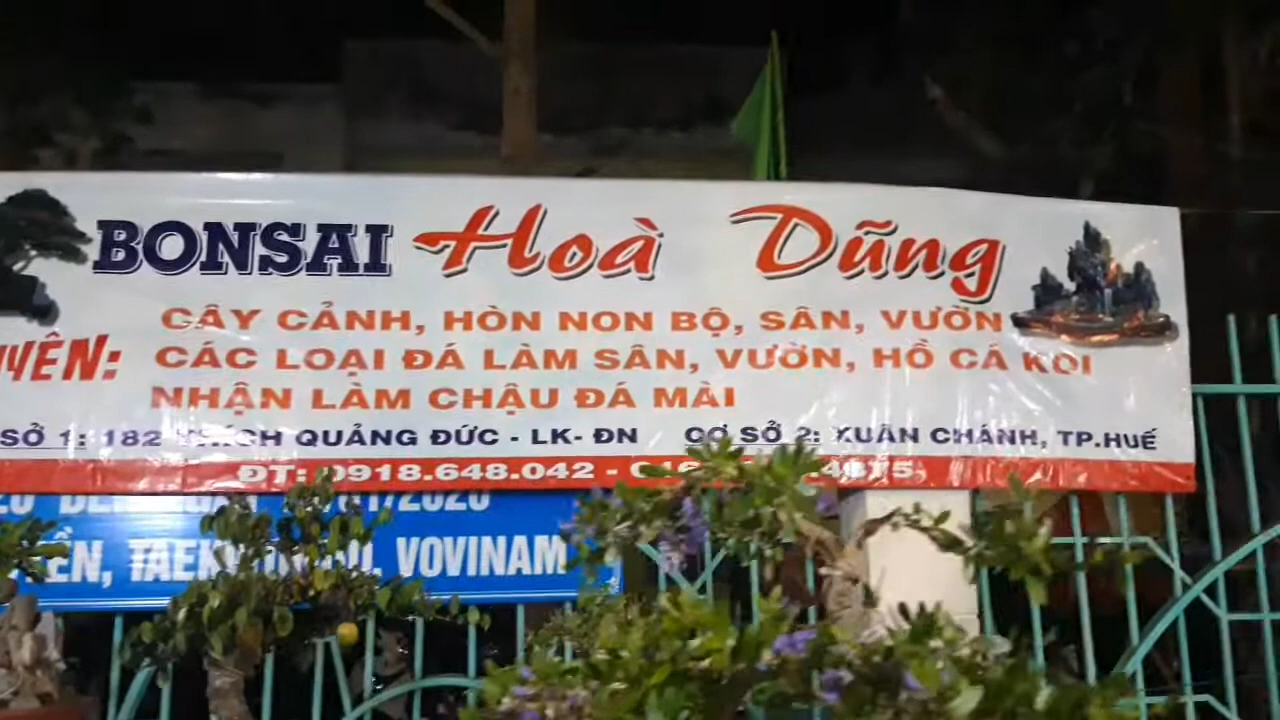 BONSAI Hoà Dũng
CÂY CẢNH, HÒN NON BỘ, SÂN, VƯỜN
CÁC LOẠI ĐÁ LÀM SÂN, VƯỜN, HỒ CÁ KOI
NHẬN LÀM CHẬU ĐÁ MÀI
SỞ 1: 182 QUẢNG ĐỨC - LK- ĐN CƠ SỞ 2: XUÂN CHÁNH, TP.HUẾ
ĐT: 0918.648.042
VOVINAM